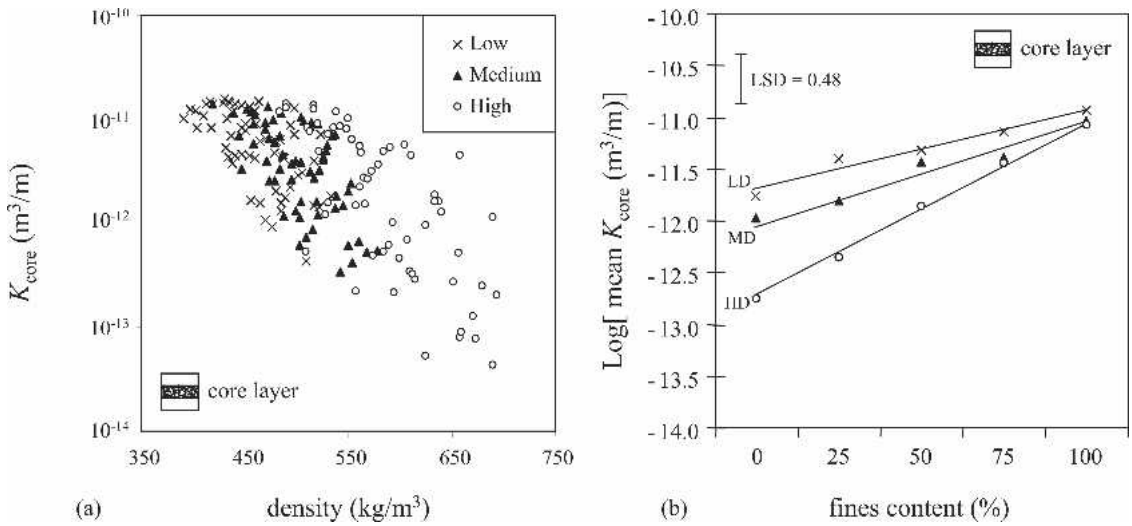 10⁻¹⁰
10⁻¹¹
10⁻¹²
10⁻¹³
10⁻¹⁴
K_core (m³/m)
Low
Medium
High
core layer
350 450 550 650 750
(a) density (kg/m³)
-10.0
-10.5
-11.0
-11.5
-12.0
-12.5
-13.0
-13.5
-14.0
Log[ mean K_core (m³/m)]
core layer
LSD = 0.48
LD
MD
HD
0 25 50 75 100
(b) fines content (%)